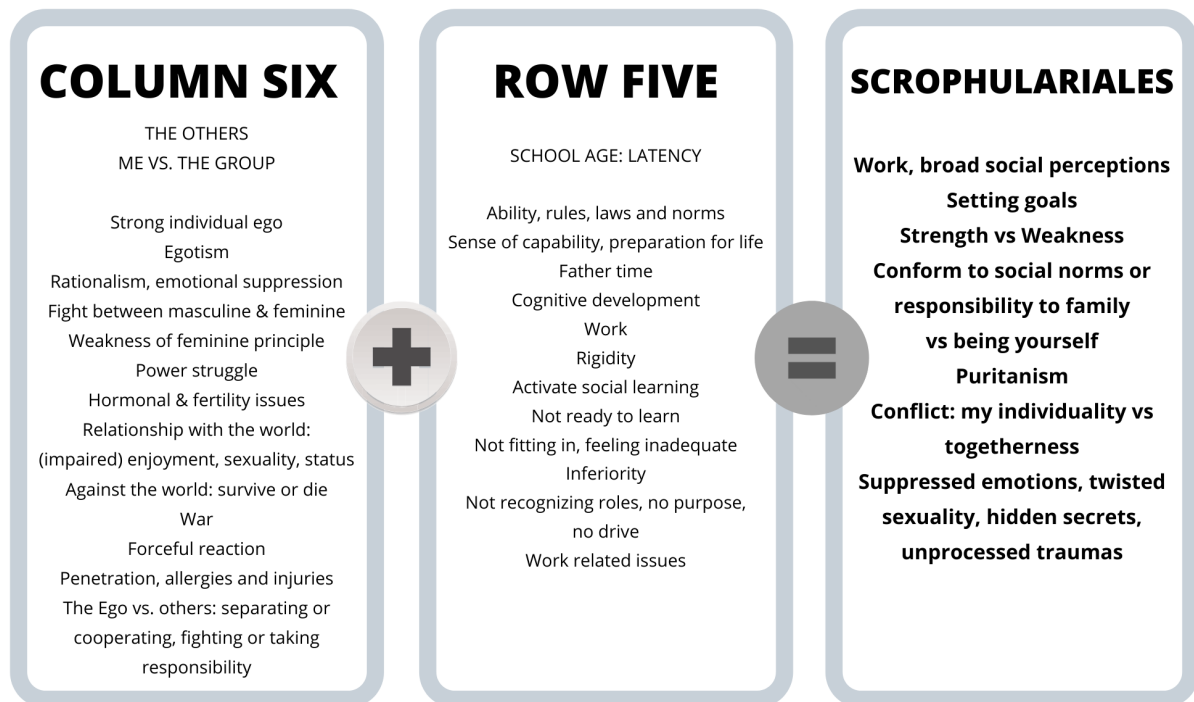 COLUMN SIX
THE OTHERS
ME VS. THE GROUP
Strong individual ego
Egotism
Rationalism, emotional suppression
Fight between masculine & feminine
Weakness of feminine principle
Power struggle
Hormonal & fertility issues
Relationship with the world:
(impaired) enjoyment, sexuality, status
Against the world: survive or die
War
Forceful reaction
Penetration, allergies and injuries
The Ego vs. others: separating or
cooperating, fighting or taking
responsibility
ROW FIVE
SCHOOL AGE: LATENCY
Ability, rules, laws and norms
Sense of capability, preparation for life
Father time
Cognitive development
Work
Rigidity
Activate social learning
Not ready to learn
Not fitting in, feeling inadequate
Inferiority
Not recognizing roles, no purpose,
no drive
Work related issues
SCROPHULARIALES
Work, broad social perceptions
Setting goals
Strength vs Weakness
Conform to social norms or
responsibility to family
vs being yourself
Puritanism
Conflict: my individuality vs
togetherness
Suppressed emotions, twisted
sexuality, hidden secrets,
unprocessed traumas